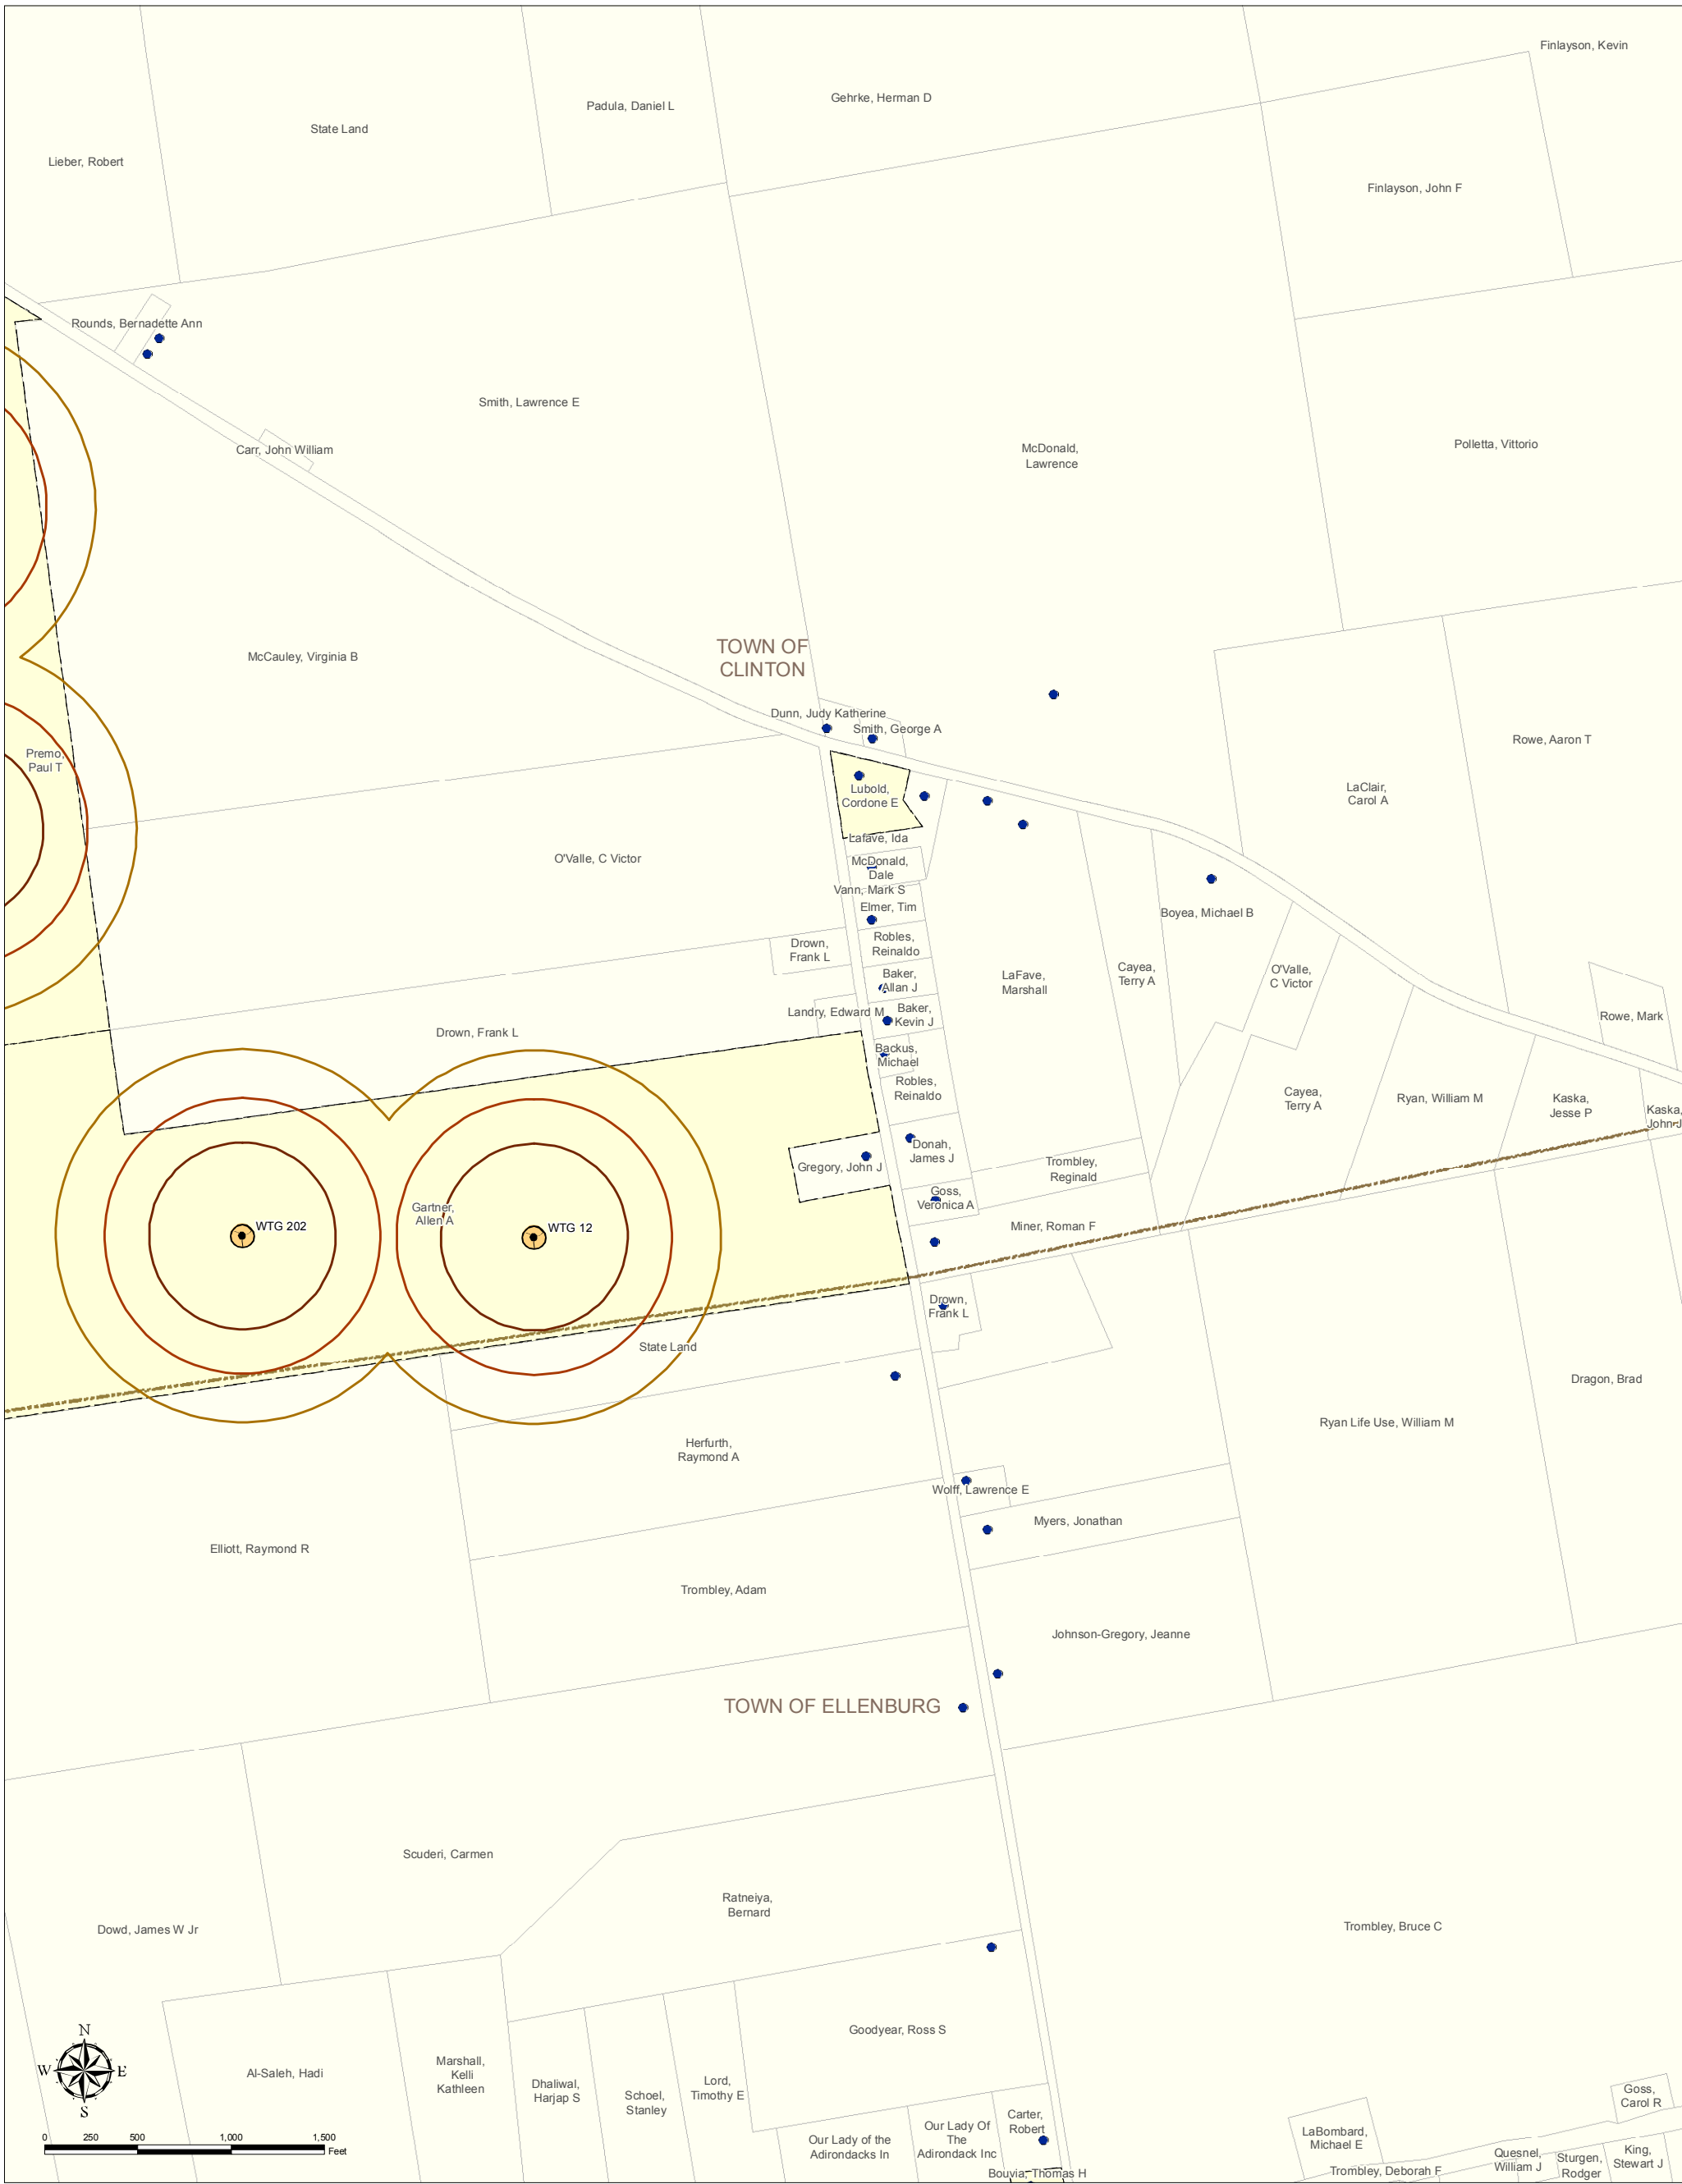 Finlayson, Kevin
Gehrke, Herman D
Padula, Daniel L
State Land
Lieber, Robert
Finlayson, John F
Rounds, Bernadette Ann
Smith, Lawrence E
Carr, John William
McDonald,
Lawrence
Polletta, Vittorio
TOWN OF
CLINTON
McCauley, Virginia B
Dunn, Judy Katherine
Smith, George A
Rowe, Aaron T
Premo,
Paul T
Lubold,
Cordone E
LaClair,
Carol A
Lafave, Ida
O'Valle, C Victor
McDonald,
Dale
Vann, Mark S
Elmer, Tim
Boyea, Michael B
Drown,
Frank L
Robles,
Reinaldo
Baker,
Allan J
LaFave,
Marshall
Cayea,
Terry A
O'Valle,
C Victor
Landry, Edward M
Baker,
Kevin J
Rowe, Mark
Drown, Frank L
Backus,
Michael
Robles,
Reinaldo
Cayea,
Terry A
Ryan, William M
Kaska,
Jesse P
Kaska,
John J
Donah,
James J
Gregory, John J
Trombley,
Reginald
Goss,
Veronica A
Gartner,
Allen A
WTG 202
WTG 12
Miner, Roman F
Drown,
Frank L
State Land
Dragon, Brad
Ryan Life Use, William M
Herfurth,
Raymond A
Wolff, Lawrence E
Myers, Jonathan
Elliott, Raymond R
Trombley, Adam
Johnson-Gregory, Jeanne
TOWN OF ELLENBURG
Scuderi, Carmen
Ratneiya,
Bernard
Dowd, James W Jr
Trombley, Bruce C
Goodyear, Ross S
Al-Saleh, Hadi
Marshall,
Kelli
Kathleen
Dhaliwal,
Harjap S
Schoel,
Stanley
Lord,
Timothy E
Our Lady of the
Adirondacks In
Our Lady Of
The
Adirondack Inc
Carter,
Robert
Bouvia, Thomas H
Goss,
Carol R
LaBombard,
Michael E
Trombley, Deborah F
Quesnel,
William J
Sturgen,
Rodger
King,
Stewart J
N
W E
S
0 250 500 1,000 1,500
Feet